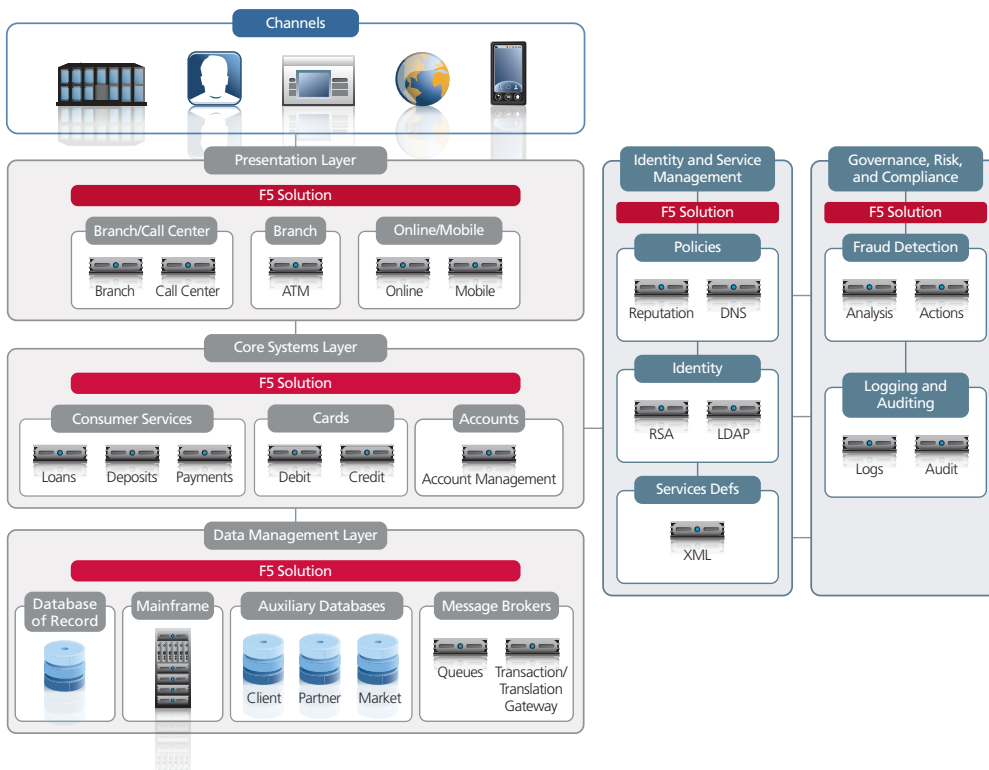 Channels
Presentation Layer
F5 Solution
Branch/Call Center
Branch
Call Center
Branch
ATM
Online/Mobile
Online
Mobile
Core Systems Layer
F5 Solution
Consumer Services
Loans
Deposits
Payments
Cards
Debit
Credit
Accounts
Account Management
Data Management Layer
F5 Solution
Database
of Record
Mainframe
Auxiliary Databases
Client
Partner
Market
Message Brokers
Queues
Transaction/
Translation
Gateway
Identity and Service
Management
F5 Solution
Policies
Reputation
DNS
Identity
RSA
LDAP
Services Defs
XML
Governance, Risk,
and Compliance
F5 Solution
Fraud Detection
Analysis
Actions
Logging and
Auditing
Logs
Audit